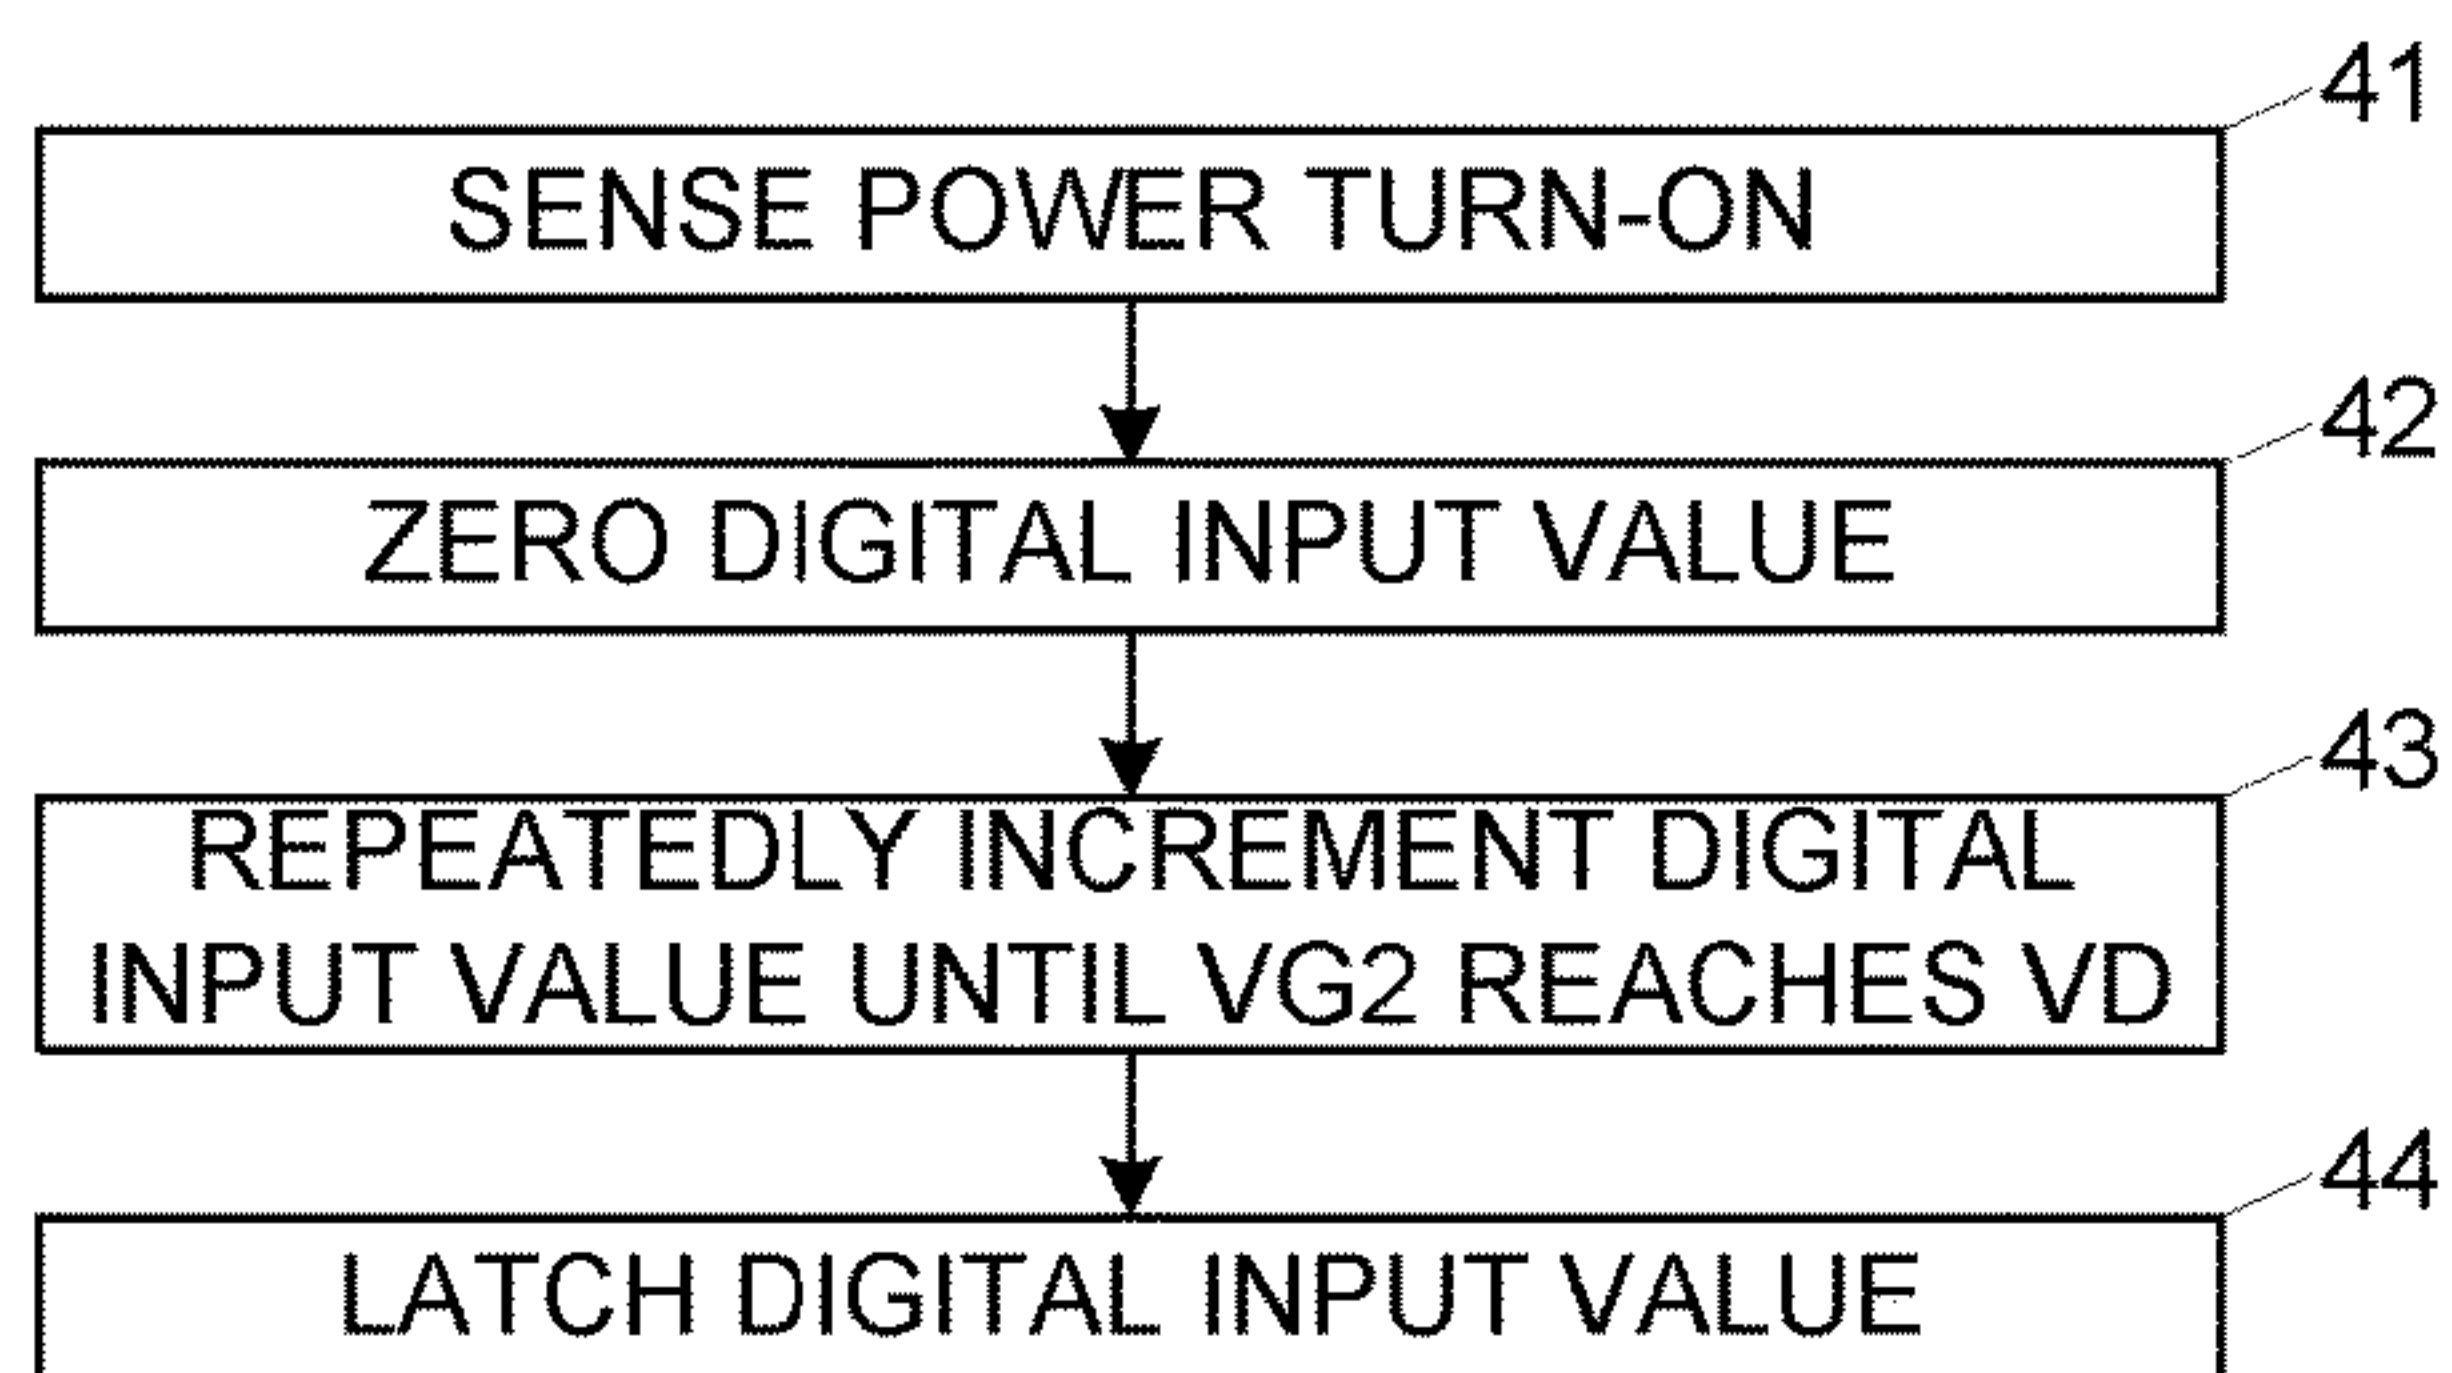 41
SENSE POWER TURN-ON
42
ZERO DIGITAL INPUT VALUE
43
REPEATEDLY INCREMENT DIGITAL
INPUT VALUE UNTIL VG2 REACHES VD
44
LATCH DIGITAL INPUT VALUE